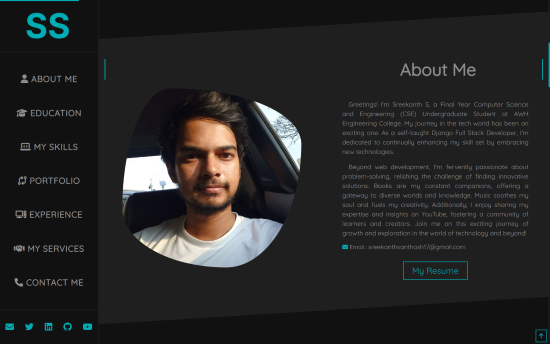 SS
ABOUT ME
EDUCATION
MY SKILLS
PORTFOLIO
EXPERIENCE
MY SERVICES
CONTACT ME
About Me
Greetings! I'm Sreekanth S, a Final Year Computer Science
and Engineering (CSE) Undergraduate Student at AWH
Engineering College. My journey in the tech world has been an
exciting one. As a self-taught Django Full Stack Developer, I'm
dedicated to continually enhancing my skill set by embracing
new technologies.
Beyond web development, I'm fervently passionate about
problem-solving, relishing the challenge of finding innovative
solutions. Books are my constant companions, offering a
gateway to diverse worlds and knowledge. Music soothes my
soul and fuels my creativity. Additionally, I enjoy sharing my
expertise and insights on YouTube, fostering a community of
learners and creators. Join me on this exciting journey of
growth and exploration in the world of technology and beyond!
Email : sreekanthsanthosh17@gmail.com
My Resume